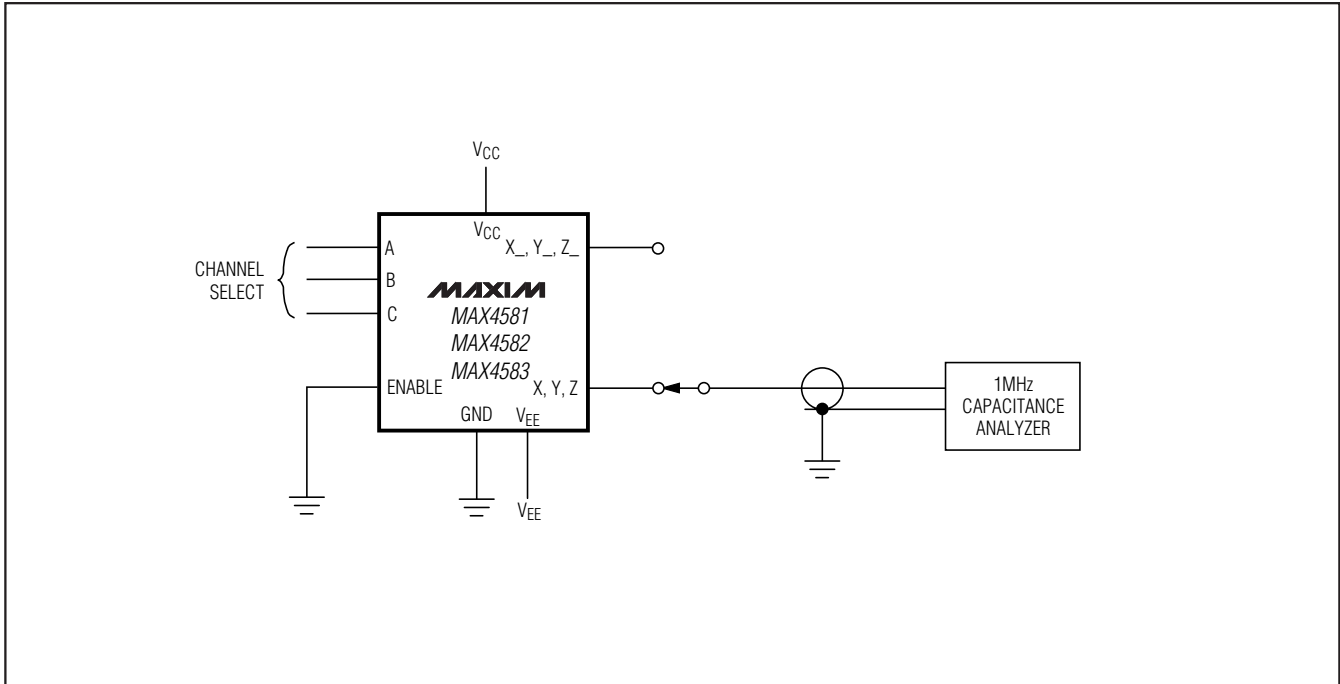 VCC
VCC
A
X_, Y_, Z_
CHANNEL
SELECT
B
C
MAXIM
MAX4581
MAX4582
MAX4583
ENABLE
X, Y, Z
GND
VEE
VEE
1MHz
CAPACITANCE
ANALYZER